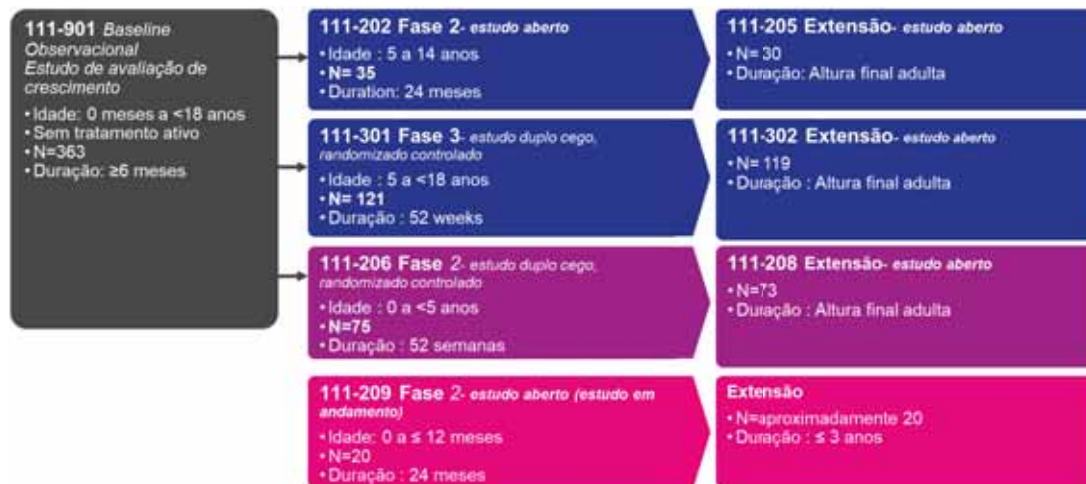 111-901 Baseline
Observacional
Estudo de avaliação de
crescimento
• Idade: 0 meses a <18 anos
• Sem tratamento ativo
• N=363
• Duração: ≥6 meses
111-202 Fase 2- estudo aberto
• Idade : 5 a 14 anos
• N= 35
• Duration: 24 meses
111-205 Extensão- estudo aberto
• N= 30
• Duração: Altura final adulta
111-301 Fase 3- estudo duplo cego,
randomizado controlado
• Idade : 5 a <18 anos
• N= 121
• Duração : 52 weeks
111-302 Extensão- estudo aberto
• N= 119
• Duração : Altura final adulta
111-206 Fase 2- estudo duplo cego,
randomizado controlado
• Idade : 0 a <5 anos
• N=75
• Duração : 52 semanas
111-208 Extensão- estudo aberto
• N=73
• Duração : Altura final adulta
111-209 Fase 2- estudo aberto (estudo em
andamento)
• Idade: 0 a ≤ 12 meses
• N=20
• Duração : 24 meses
Extensão
• N=aproximadamente 20
• Duração : ≤ 3 anos